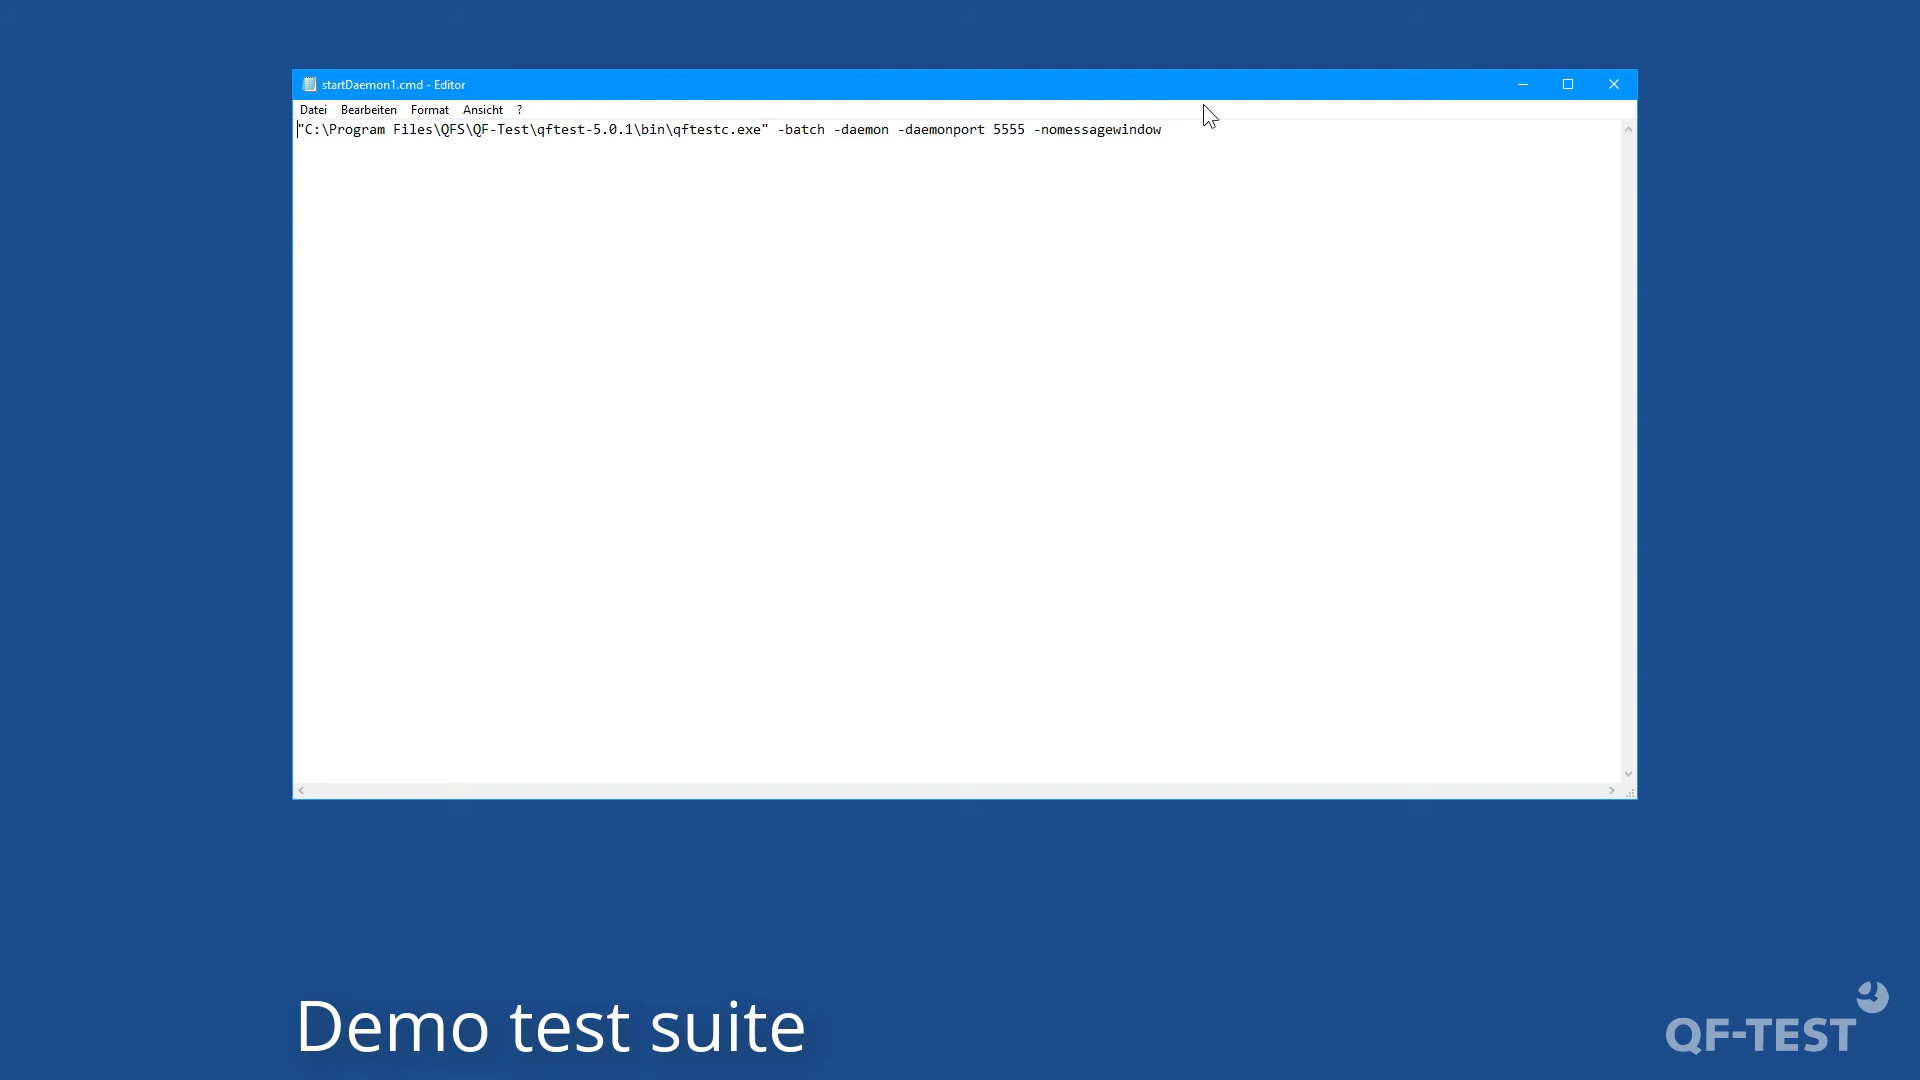 startDaemon1.cmd - Editor
Datei Bearbeiten Format Ansicht ?
"C:\Program Files\QFS\QF-Test\qftest-5.0.1\bin\qftestc.exe" -batch -daemon -daemonport 5555 -nomessagewindow
Demo test suite
QF-TEST